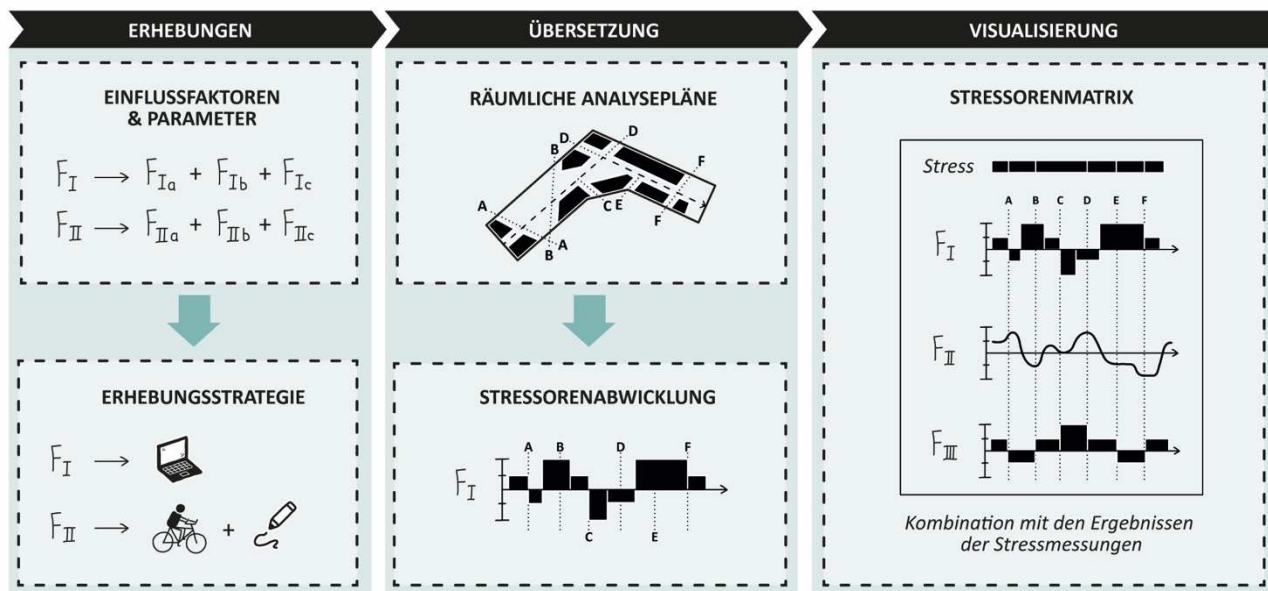 ERHEBUNGEN
EINFLUSSFAKTOREN
& PARAMETER
F_I → F_Ia + F_Ib + F_Ic
F_II → F_IIa + F_IIb + F_IIc
ERHEBUNGSSTRATEGIE
F_I →
F_II → +
ÜBERSETZUNG
RÄUMLICHE ANALYSEPLÄNE
D D
B
F
A
C E
F
A
B
STRESSORENABWICKLUNG
A B D F
F_I
C E
VISUALISIERUNG
STRESSORENMATRIX
Stress
A B C D E F
F_I
F_II
F_III
Kombination mit den Ergebnissen
der Stressmessungen